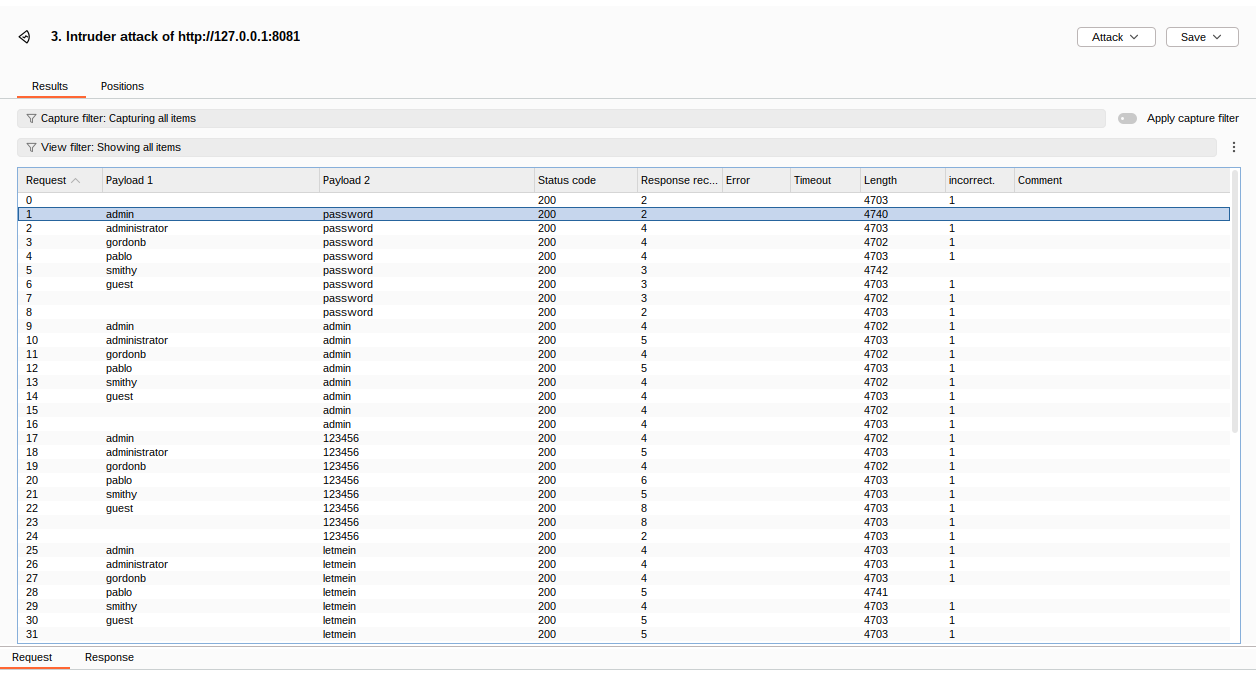 3. Intruder attack of http://127.0.0.1:8081
Attack
Save
Results Positions
Capture filter: Capturing all items
Apply capture filter
View filter: Showing all items
Request Payload 1 Payload 2 Status code Response rec... Error Timeout Length incorrect. Comment
0 200 2 4703 1
1 admin password 200 2 4740
2 administrator password 200 4 4703 1
3 gordonb password 200 4 4702 1
4 pablo password 200 4 4703 1
5 smithy password 200 3 4742
6 guest password 200 3 4703 1
7 password 200 3 4702 1
8 password 200 2 4703 1
9 admin admin 200 4 4702 1
10 administrator admin 200 5 4703 1
11 gordonb admin 200 4 4702 1
12 pablo admin 200 5 4703 1
13 smithy admin 200 4 4702 1
14 guest admin 200 4 4703 1
15 admin 200 4 4702 1
16 admin 200 4 4703 1
17 admin 123456 200 4 4702 1
18 administrator 123456 200 5 4703 1
19 gordonb 123456 200 4 4702 1
20 pablo 123456 200 6 4703 1
21 smithy 123456 200 5 4703 1
22 guest 123456 200 8 4703 1
23 123456 200 8 4703 1
24 123456 200 2 4703 1
25 admin letmein 200 4 4703 1
26 administrator letmein 200 4 4703 1
27 gordonb letmein 200 4 4703 1
28 pablo letmein 200 5 4741
29 smithy letmein 200 4 4703 1
30 guest letmein 200 5 4703 1
31 letmein 200 5 4703 1
Request Response